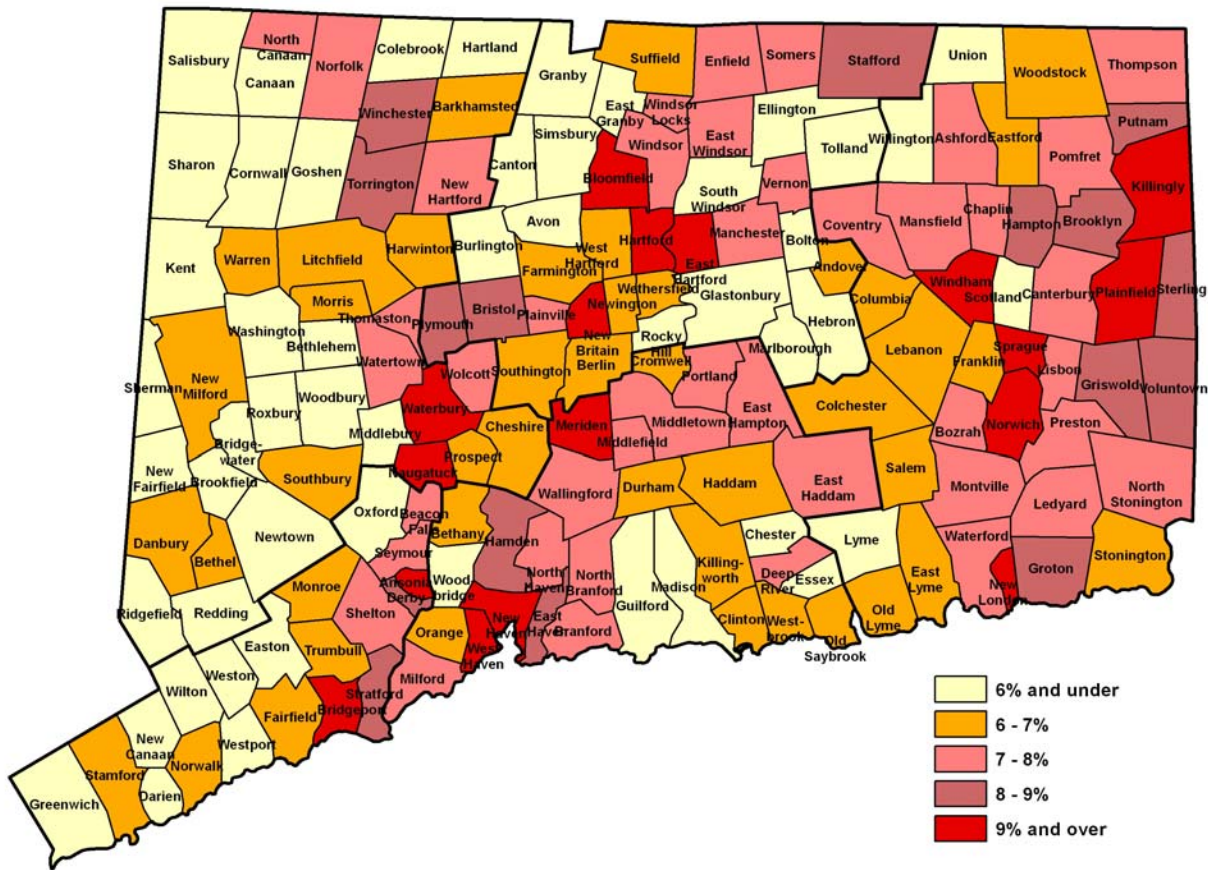 Salisbury
North
Canaan
Canaan
Norfolk
Colebrook
Hartland
Granby
Suffield
Enfield
Somers
Stafford
Union
Woodstock
Thompson
Winchester
Barkhamsted
East
Granby
Windsor
Locks
Ellington
Putnam
Sharon
Cornwall
Goshen
Torrington
New
Hartford
Canton
Simsbury
Bloomfield
Windsor
East
Windsor
Tolland
Willington
Ashford
Eastford
Pomfret
Killingly
South
Windsor
Vernon
Kent
Warren
Litchfield
Harwinton
Burlington
Avon
West
Hartford
Hartford
East
Hartford
Manchester
Bolton
Coventry
Mansfield
Chaplin
Hampton
Brooklyn
Farmington
Andover
Morris
Thomaston
Plymouth
Bristol
Plainville
Newington
Wethersfield
Glastonbury
Columbia
Windham
Scotland
Canterbury
Plainfield
Sterling
Washington
Bethlehem
Watertown
New
Britain
Berlin
Rocky
Hill
Marlborough
Hebron
Lebanon
Franklin
Sprague
Lisbon
Griswold
Voluntown
Sherman
New
Milford
Roxbury
Woodbury
Waterbury
Wolcott
Southington
Cromwell
Portland
East
Hampton
Colchester
Bozrah
Norwich
Preston
Bridge-
water
Middlebury
Naugatuck
Prospect
Cheshire
Meriden
Middlefield
Middletown
Salem
Montville
Ledyard
North
Stonington
New
Fairfield
Brookfield
Southbury
Oxford
Beacon
Falls
Bethany
Wallingford
Durham
Haddam
East
Haddam
Danbury
Bethel
Newtown
Seymour
Hamden
Chester
Lyme
East
Lyme
Waterford
Groton
Stonington
Ridgefield
Redding
Monroe
Shelton
Ansonia
Derby
Wood-
bridge
North
Haven
North
Branford
Guilford
Madison
Killing-
worth
Deep
River
Essex
New
London
Easton
Trumbull
Orange
New
Haven
West
Haven
East
Haven
Branford
Clinton
West-
brook
Old
Saybrook
Old
Lyme
Wilton
Weston
Fairfield
Bridgeport
Stratford
Milford
New
Canaan
Westport
Norwalk
Stamford
Darien
Greenwich
6% and under
6 - 7%
7 - 8%
8 - 9%
9% and over